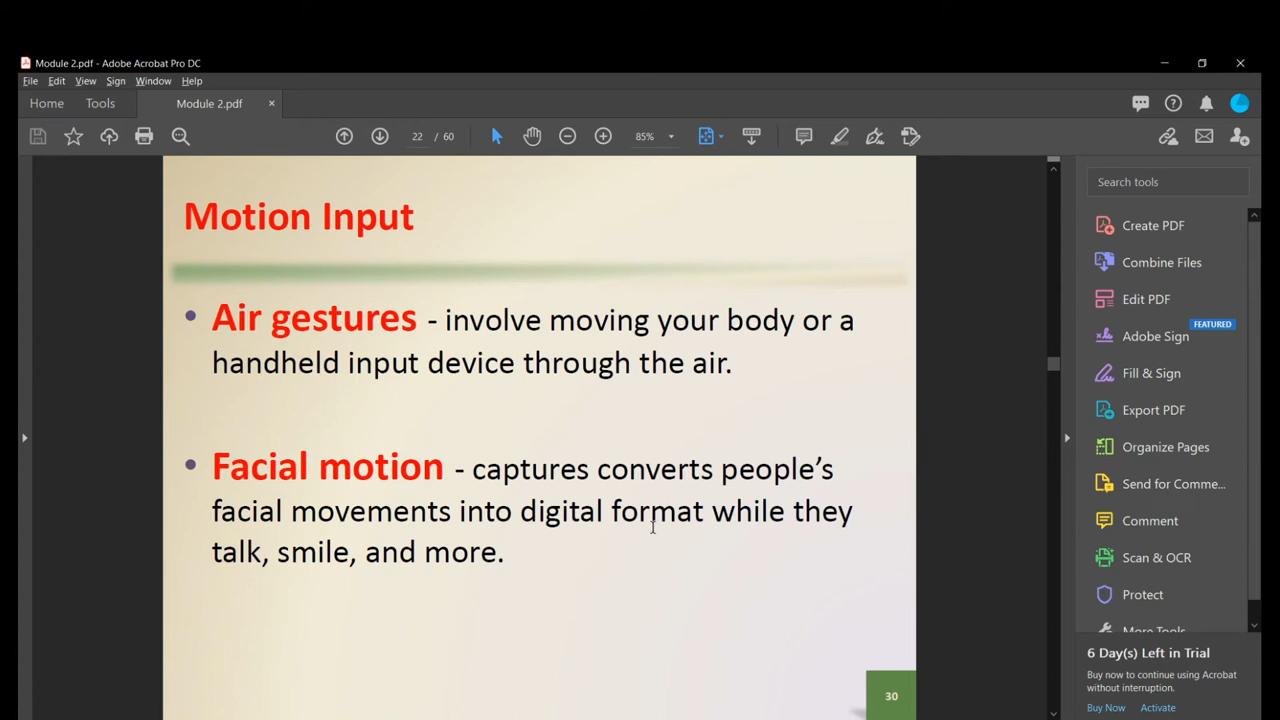 Module 2.pdf - Adobe Acrobat Pro DC
File Edit View Sign Window Help
Home Tools Module 2.pdf
22 / 60 85%
Motion Input
• Air gestures - involve moving your body or a
handheld input device through the air.
• Facial motion - captures converts people's
facial movements into digital format while they
talk, smile, and more.
30
Search tools
Create PDF
Combine Files
Edit PDF
FEATURED
Adobe Sign
Fill & Sign
Export PDF
Organize Pages
Send for Comme...
Comment
Scan & OCR
Protect
More Tools
6 Day(s) Left in Trial
Buy now to continue using Acrobat
without interruption.
Buy Now Activate